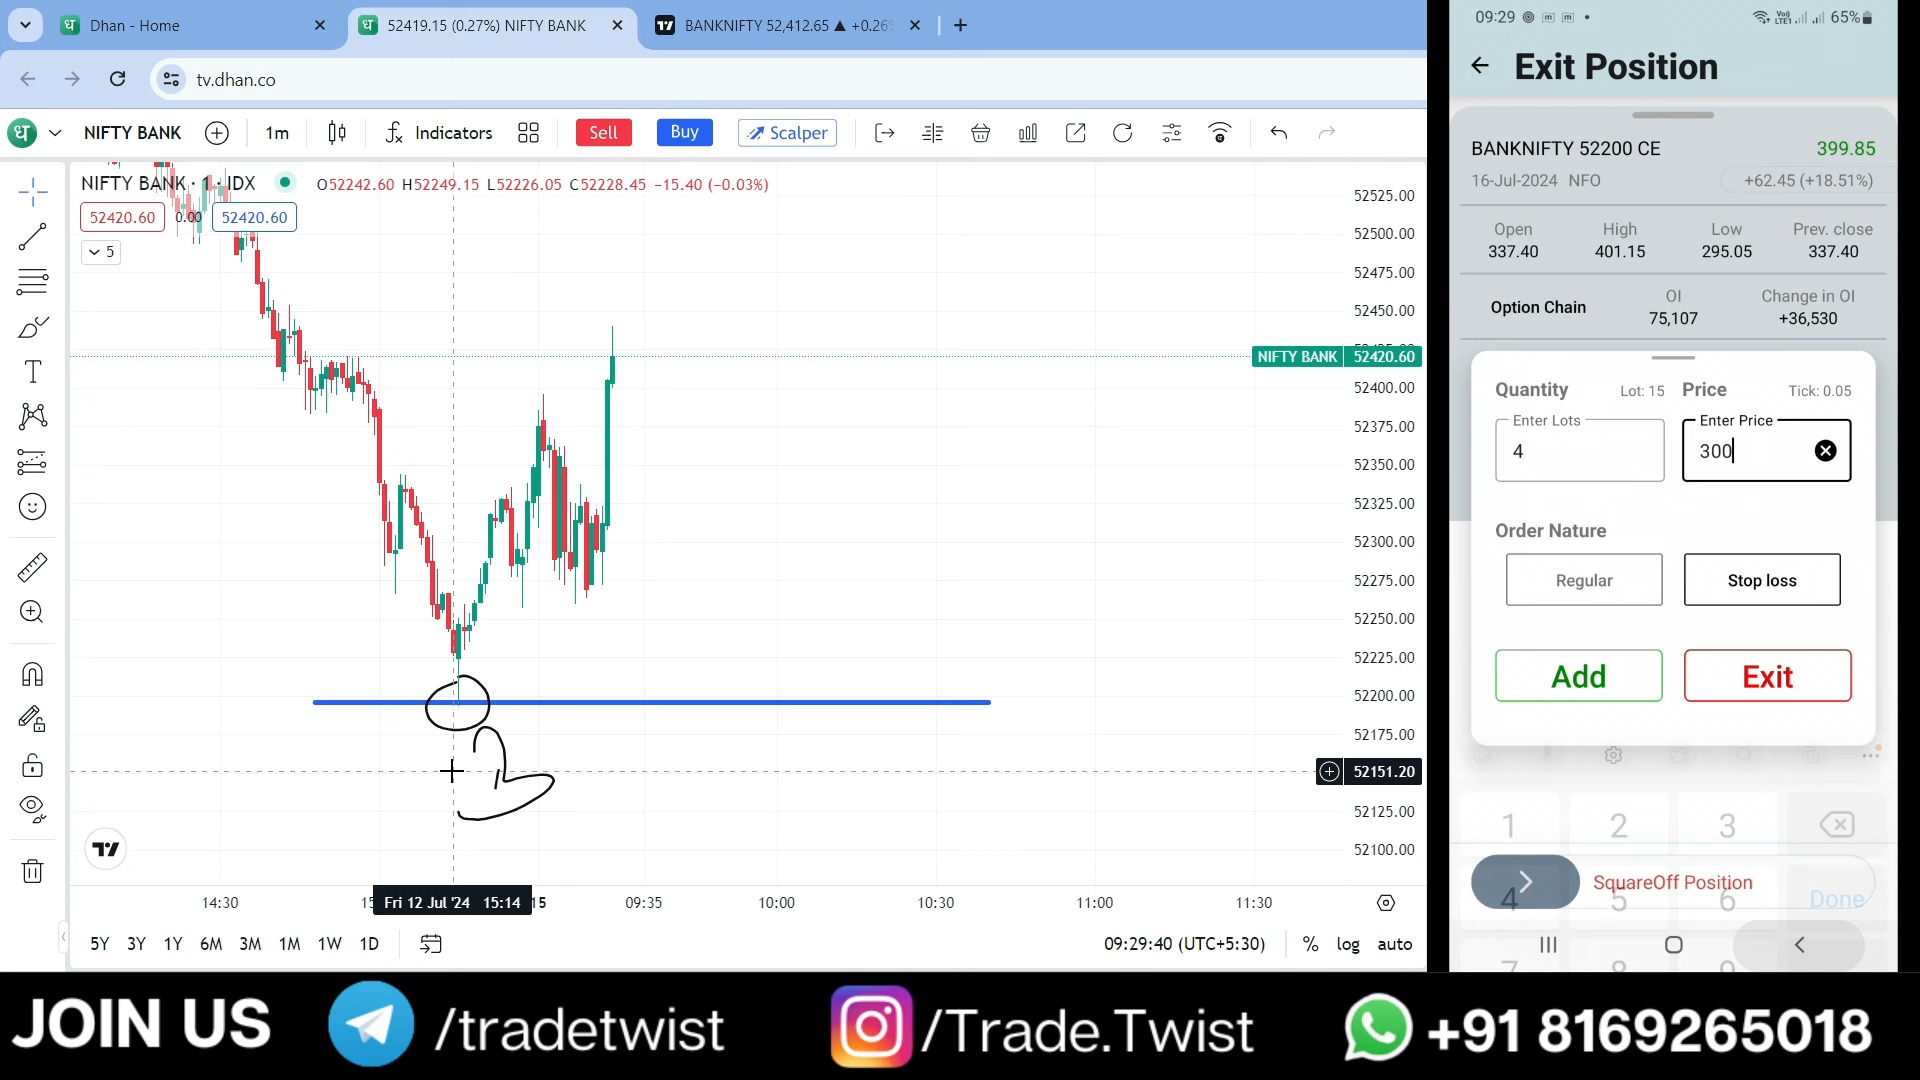 Dhan - Home
52419.15 (0.27%) NIFTY BANK
BANKNIFTY 52,412.65 ▲ +0.26
tv.dhan.co
NIFTY BANK
1m
Indicators
Sell
Buy
Scalper
NIFTY BANK · 1 · IDX
O52242.60 H52249.15 L52226.05 C52228.45 −15.40 (−0.03%)
52420.60
0.00
52420.60
5
52525.00
52500.00
52475.00
52450.00
NIFTY BANK 52420.60
52400.00
52375.00
52350.00
52325.00
52300.00
52275.00
52250.00
52225.00
52200.00
52175.00
52151.20
52125.00
52100.00
14:30
Fri 12 Jul '24 15:14
09:35
10:00
10:30
11:00
11:30
5Y 3Y 1Y 6M 3M 1M 1W 1D
09:29:40 (UTC+5:30)
% log auto
09:29
65%
Exit Position
BANKNIFTY 52200 CE
399.85
16-Jul-2024 NFO
+62.45 (+18.51%)
Open High Low Prev. close
337.40 401.15 295.05 337.40
Option Chain
OI
75,107
Change in OI
+36,530
Quantity Lot: 15
Price Tick: 0.05
Enter Lots
4
Enter Price
300
Order Nature
Regular
Stop loss
Add
Exit
1 2 3
SquareOff Position
4 5 6
Done
JOIN US
/tradetwist
/Trade.Twist
+91 8169265018